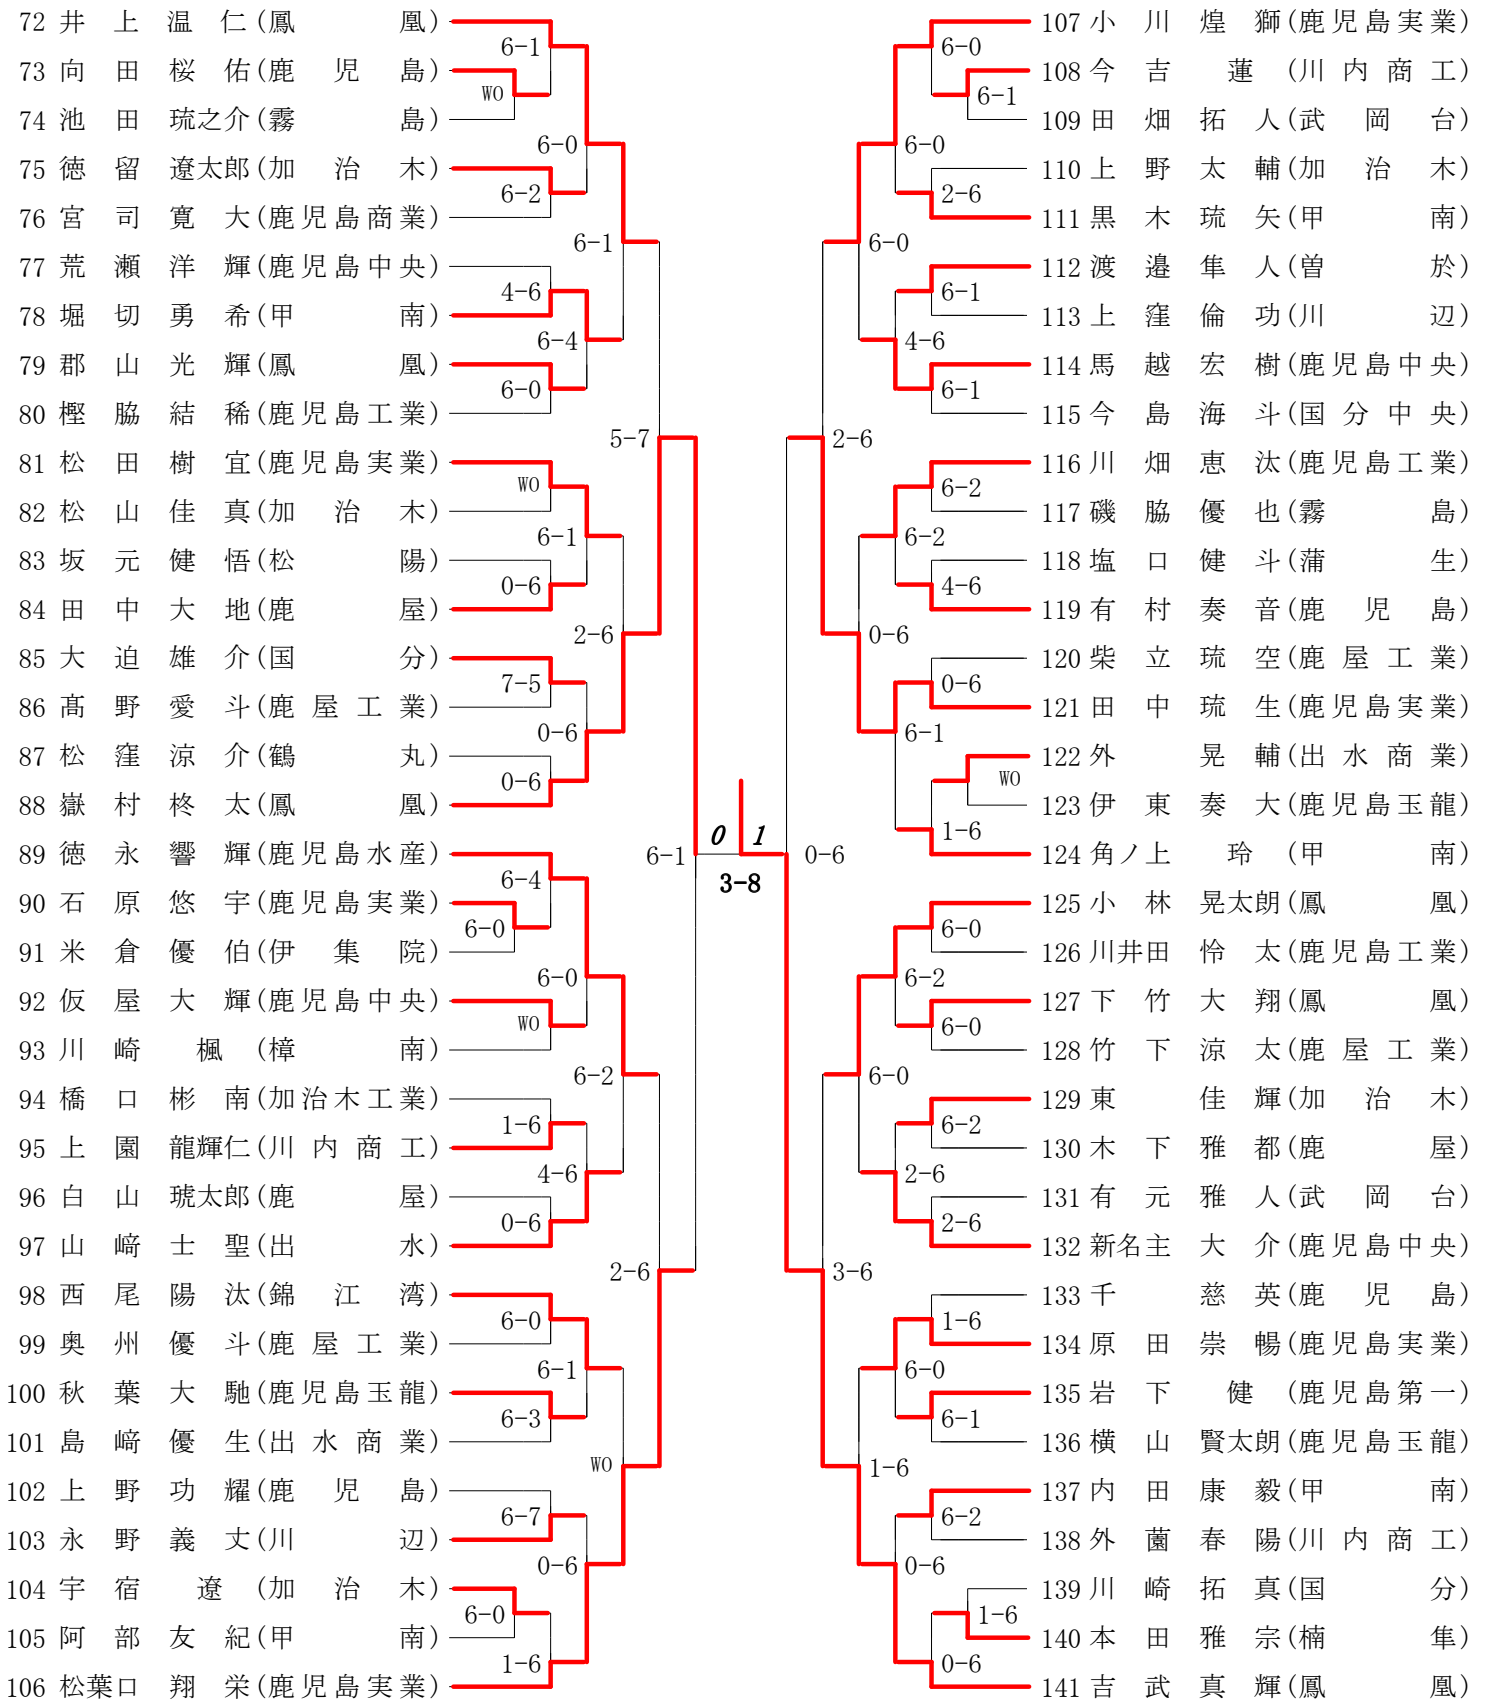 72 井上温仁(鳳凰)
73 向田桜佑(鹿児島)
74 池田琉之介(霧島)
75 徳留遼太郎(加治木)
76 宮司寛大(鹿児島商業)
77 荒瀬洋輝(鹿児島中央)
78 堀切勇希(甲南)
79 郡山光輝(鳳凰)
80 樫脇結稀(鹿児島工業)
81 松田樹宜(鹿児島実業)
82 松山佳真(加治木)
83 坂元健悟(松陽)
84 田中大地(鹿屋)
85 大迫雄介(国分)
86 髙野愛斗(鹿屋工業)
87 松窪涼介(鶴丸)
88 嶽村柊太(鳳凰)
89 徳永響輝(鹿児島水産)
90 石原悠宇(鹿児島実業)
91 米倉優伯(伊集院)
92 仮屋大輝(鹿児島中央)
93 川崎楓(樟南)
94 橋口彬南(加治木工業)
95 上園龍輝仁(川内商工)
96 白山琥太郎(鹿屋)
97 山﨑士聖(出水)
98 西尾陽汰(錦江湾)
99 奥州優斗(鹿屋工業)
100 秋葉大馳(鹿児島玉龍)
101 島﨑優生(出水商業)
102 上野功耀(鹿児島)
103 永野義丈(川辺)
104 宇宿遼(加治木)
105 阿部友紀(甲南)
106 松葉口翔栄(鹿児島実業)
6-1
WO
6-0
6-2
6-1
4-6
6-4
6-0
5-7
WO
6-1
0-6
2-6
7-5
0-6
0-6
6-1
6-4
6-0
6-0
WO
6-2
1-6
4-6
0-6
2-6
6-0
6-1
6-3
WO
6-7
0-6
6-0
1-6
0 1
3-8
107 小川煌獅(鹿児島実業)
108 今吉蓮(川内商工)
109 田畑拓人(武岡台)
110 上野太輔(加治木)
111 黒木琉矢(甲南)
112 渡邉隼人(曽於)
113 上窪倫功(川辺)
114 馬越宏樹(鹿児島中央)
115 今島海斗(国分中央)
116 川畑恵汰(鹿児島工業)
117 磯脇優也(霧島)
118 塩口健斗(蒲生)
119 有村奏音(鹿児島)
120 柴立琉空(鹿屋工業)
121 田中琉生(鹿児島実業)
122 外晃輔(出水商業)
123 伊東奏大(鹿児島玉龍)
124 角ノ上玲(甲南)
125 小林晃太朗(鳳凰)
126 川井田怜太(鹿児島工業)
127 下竹大翔(鳳凰)
128 竹下涼太(鹿屋工業)
129 東佳輝(加治木)
130 木下雅都(鹿屋)
131 有元雅人(武岡台)
132 新名主大介(鹿児島中央)
133 千慈英(鹿児島)
134 原田崇暢(鹿児島実業)
135 岩下健(鹿児島第一)
136 横山賢太朗(鹿児島玉龍)
137 内田康毅(甲南)
138 外薗春陽(川内商工)
139 川崎拓真(国分)
140 本田雅宗(楠隼)
141 吉武真輝(鳳凰)
6-0
6-1
6-0
2-6
6-0
6-1
4-6
6-1
2-6
6-2
6-2
4-6
0-6
0-6
6-1
WO
1-6
0-6
6-0
6-2
6-0
6-0
6-2
2-6
2-6
3-6
1-6
6-0
6-1
1-6
6-2
0-6
1-6
0-6